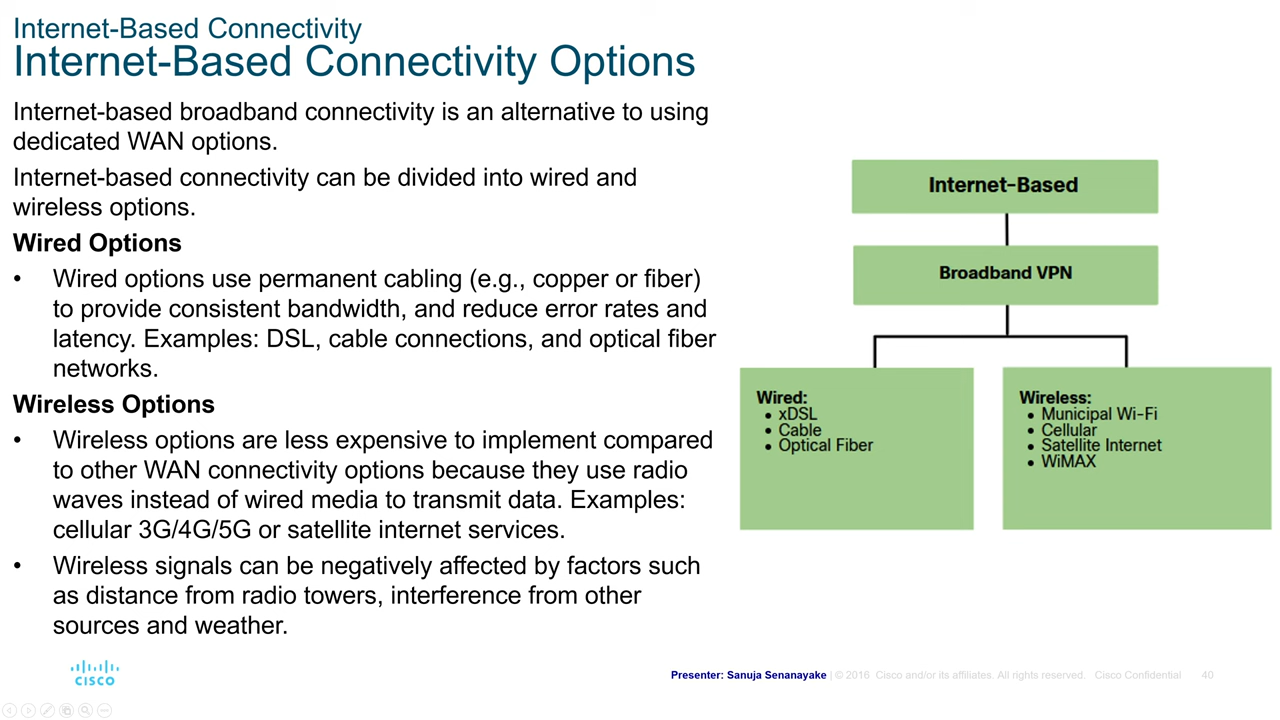 Internet-Based Connectivity
Internet-Based Connectivity Options
Internet-based broadband connectivity is an alternative to using
dedicated WAN options.
Internet-based connectivity can be divided into wired and
wireless options.
Wired Options
• Wired options use permanent cabling (e.g., copper or fiber)
to provide consistent bandwidth, and reduce error rates and
latency. Examples: DSL, cable connections, and optical fiber
networks.
Wireless Options
• Wireless options are less expensive to implement compared
to other WAN connectivity options because they use radio
waves instead of wired media to transmit data. Examples:
cellular 3G/4G/5G or satellite internet services.
• Wireless signals can be negatively affected by factors such
as distance from radio towers, interference from other
sources and weather.
Internet-Based
Broadband VPN
Wired:
• xDSL
• Cable
• Optical Fiber
Wireless:
• Municipal Wi-Fi
• Cellular
• Satellite Internet
• WiMAX
CISCO
Presenter: Sanuja Senanayake | © 2016 Cisco and/or its affiliates. All rights reserved. Cisco Confidential 40